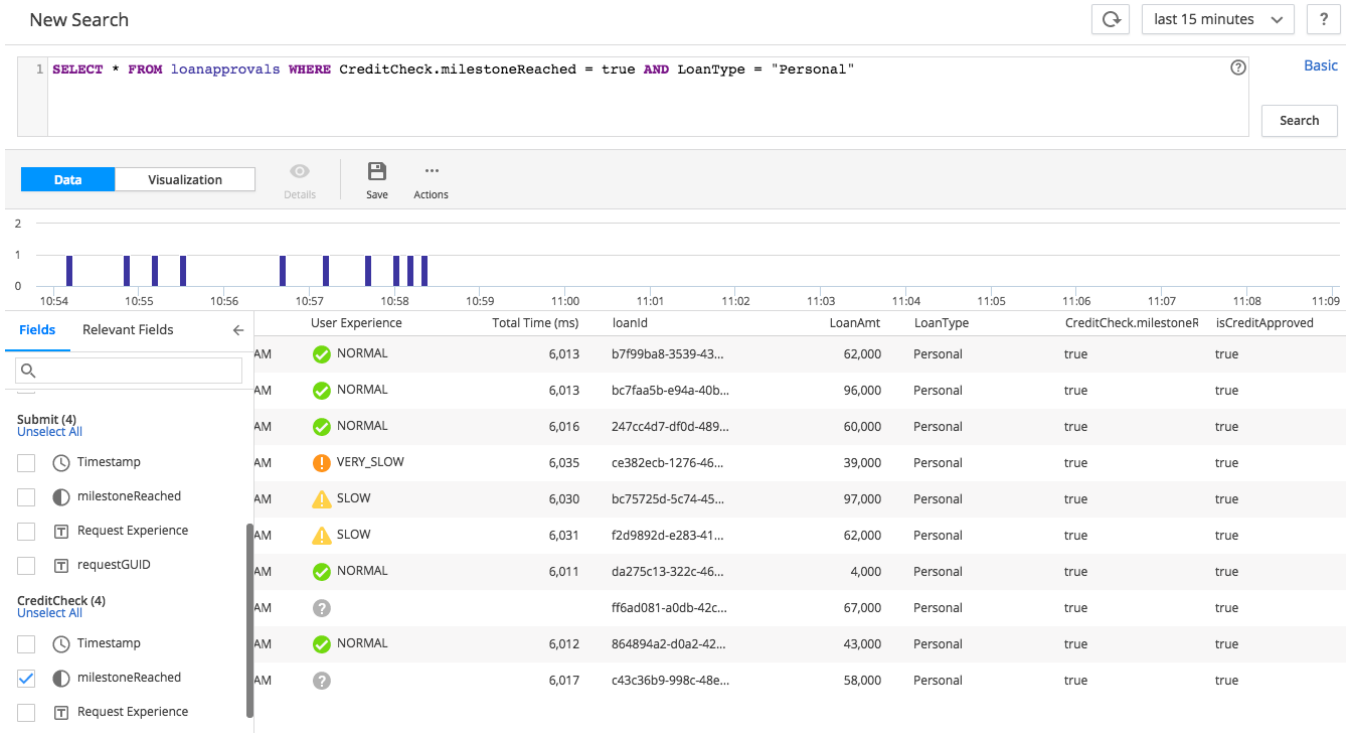 New Search
last 15 minutes
?
1 SELECT * FROM loanapprovals WHERE CreditCheck.milestoneReached = true AND LoanType = "Personal"
?
Basic
Search
Data Visualization
Details Save Actions
2
1
0
10:54 10:55 10:56 10:57 10:58 10:59 11:00 11:01 11:02 11:03 11:04 11:05 11:06 11:07 11:08 11:09
Fields Relevant Fields
Submit (4)
Unselect All
Timestamp
milestoneReached
T Request Experience
T requestGUID
CreditCheck (4)
Unselect All
Timestamp
milestoneReached
T Request Experience
User Experience Total Time (ms) loanId LoanAmt LoanType CreditCheck.milestoneR isCreditApproved
AM NORMAL 6,013 b7f99ba8-3539-43... 62,000 Personal true true
AM NORMAL 6,013 bc7faa5b-e94a-40b... 96,000 Personal true true
AM NORMAL 6,016 247cc4d7-df0d-489... 60,000 Personal true true
AM ! VERY_SLOW 6,035 ce382ecb-1276-46... 39,000 Personal true true
AM ! SLOW 6,030 bc75725d-5c74-45... 97,000 Personal true true
AM ! SLOW 6,031 f2d9892d-e283-41... 62,000 Personal true true
AM NORMAL 6,011 da275c13-322c-46... 4,000 Personal true true
AM ? ff6ad081-a0db-42c... 67,000 Personal true true
AM NORMAL 6,012 864894a2-d0a2-42... 43,000 Personal true true
AM ? 6,017 c43c36b9-998c-48e... 58,000 Personal true true